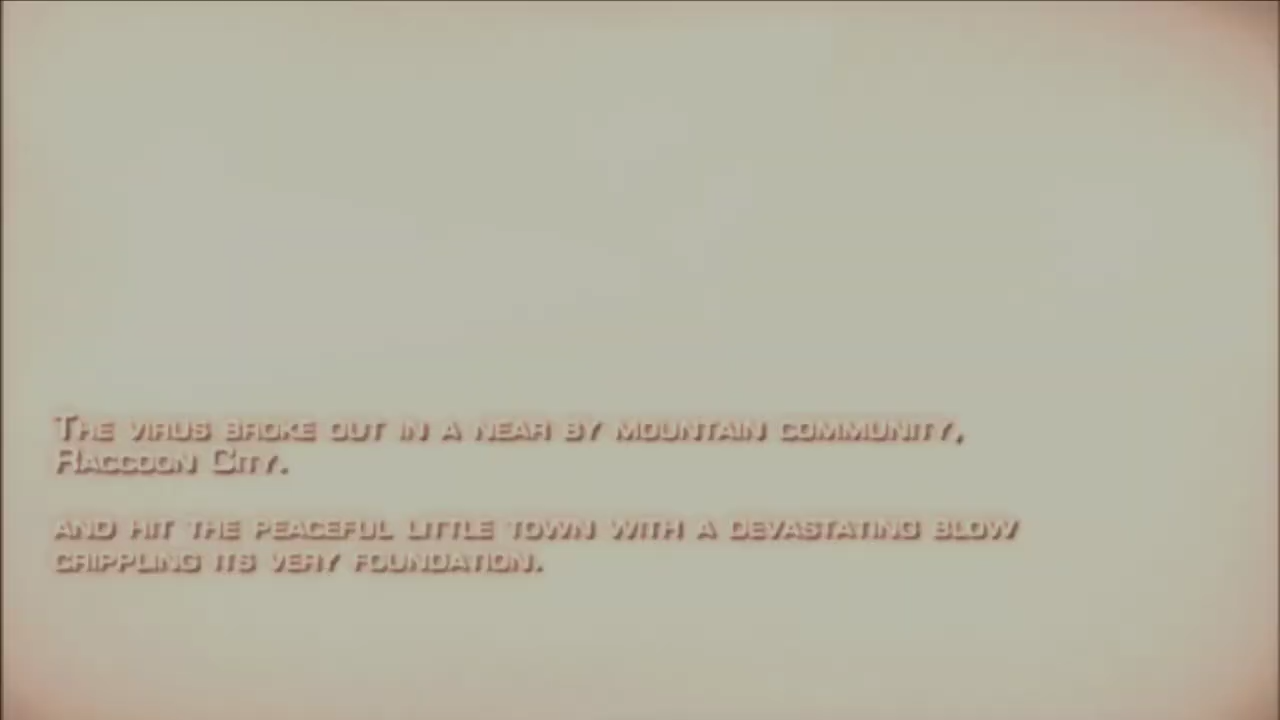 The virus broke out in a near by mountain community,
Raccoon City.
and hit the peaceful little town with a devastating blow
crippling its very foundation.